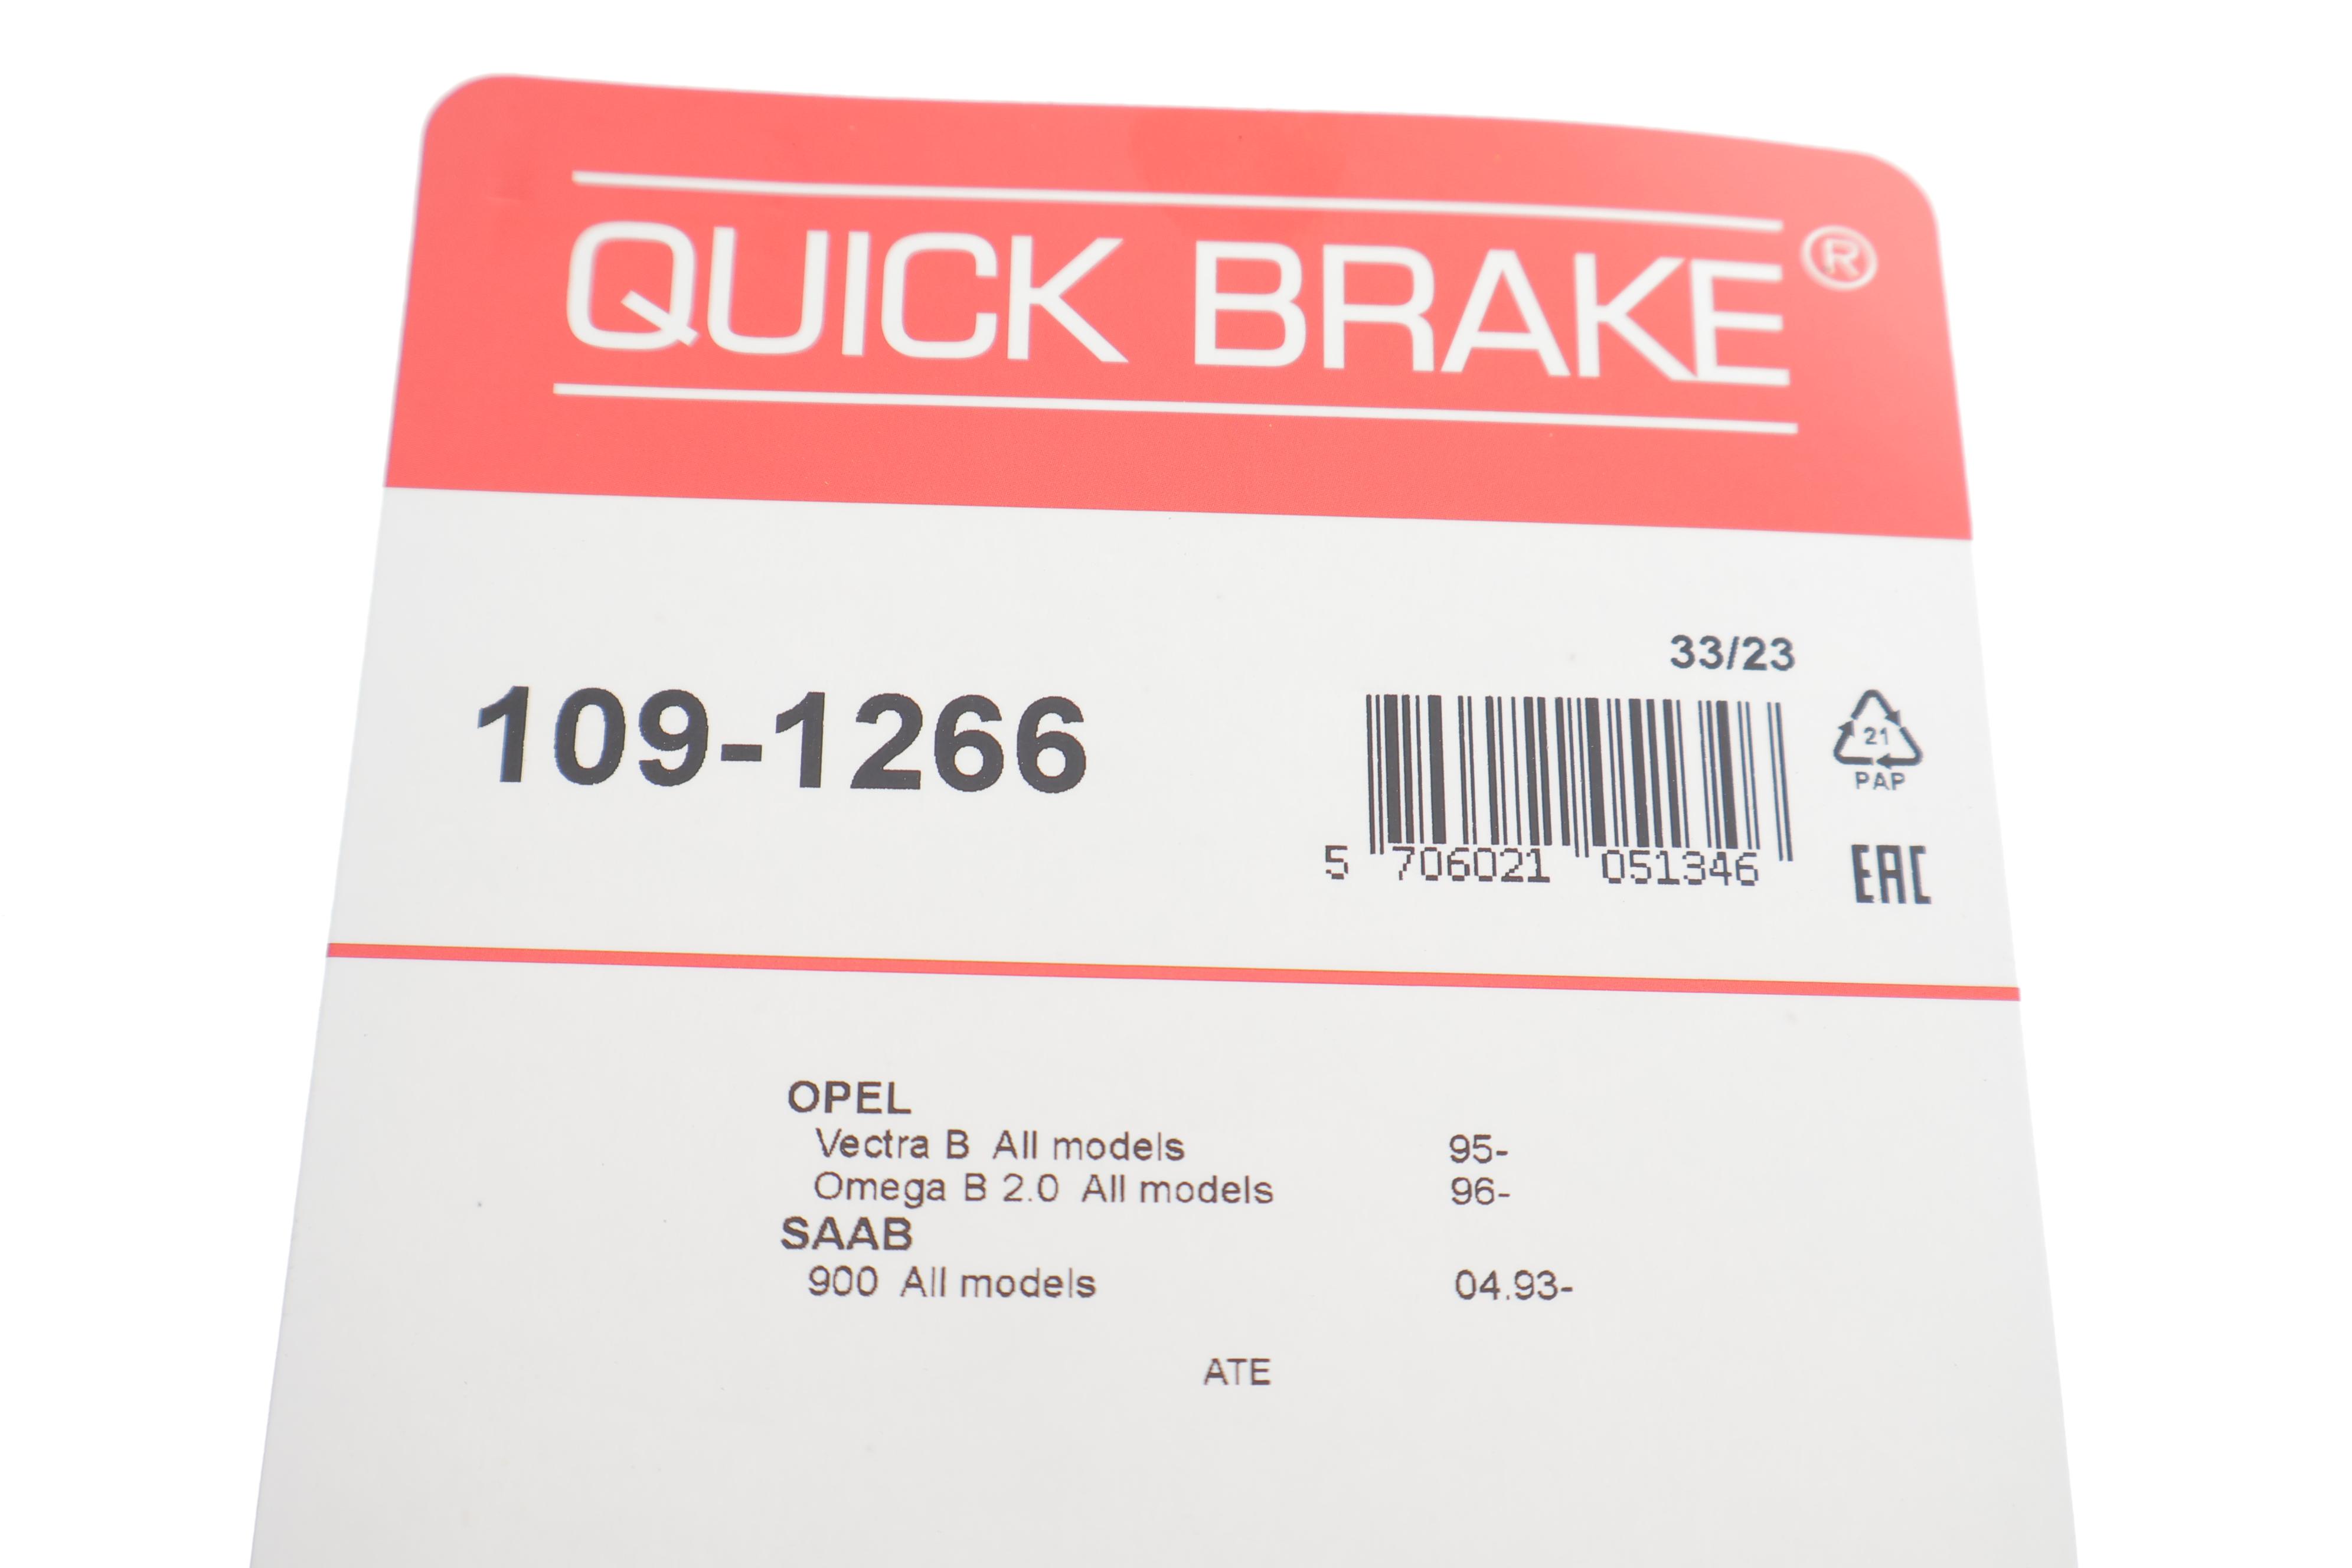 QUICK BRAKE®
33/23
109-1266
21
PAP
5 706021 051346
EAC
OPEL
Vectra B All models 95-
Omega B 2.0 All models 96-
SAAB
900 All models 04.93-
ATE